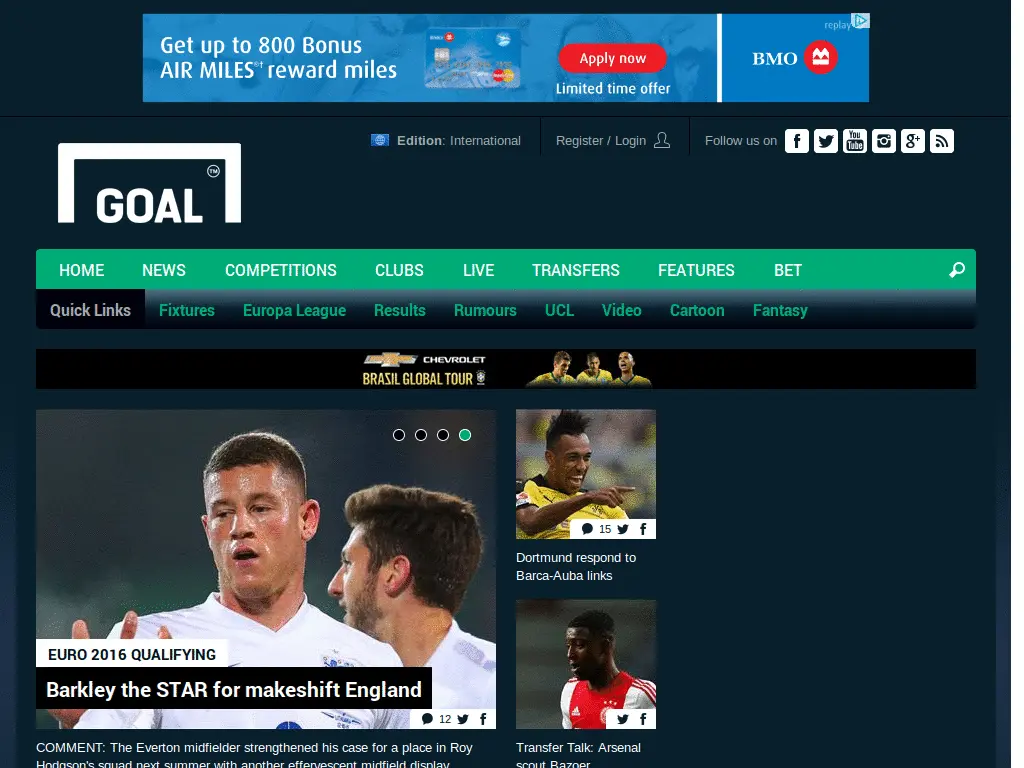 Get up to 800 Bonus
AIR MILES®† reward miles
Apply now
Limited time offer
replay
BMO
Edition: International
Register / Login
Follow us on
You
Tube
GOAL
TM
HOME NEWS COMPETITIONS CLUBS LIVE TRANSFERS FEATURES BET
Quick Links Fixtures Europa League Results Rumours UCL Video Cartoon Fantasy
CHEVROLET
BRASIL GLOBAL TOUR
EURO 2016 QUALIFYING
Barkley the STAR for makeshift England
12
COMMENT: The Everton midfielder strengthened his case for a place in Roy
Hodgson's squad next summer with another effervescent midfield display
15
Dortmund respond to
Barca-Auba links
Transfer Talk: Arsenal
scout Bazoer